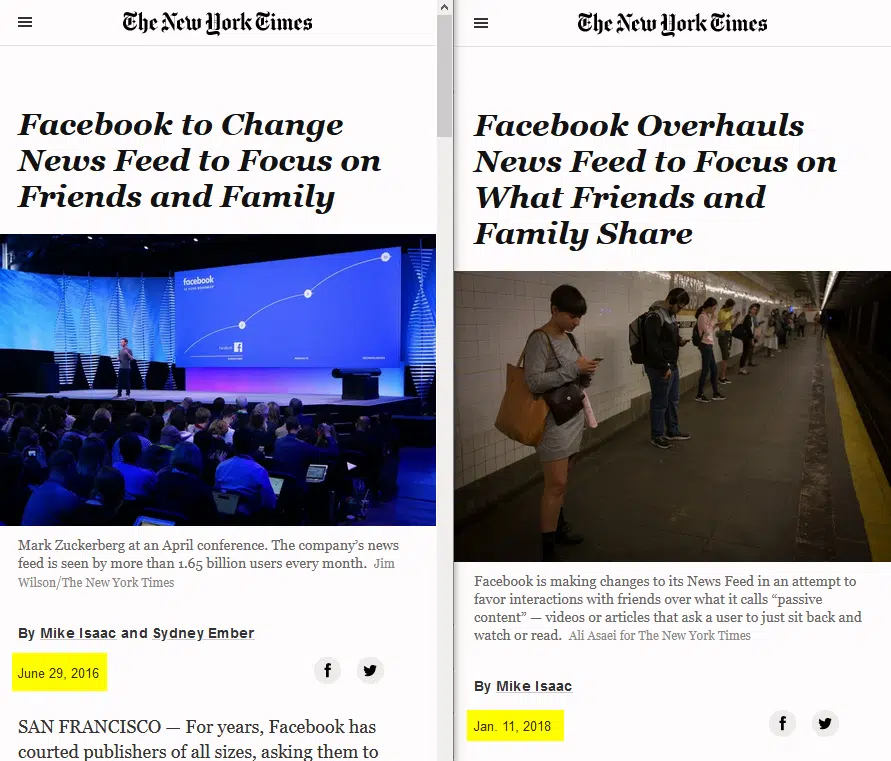 The New York Times
Facebook to Change
News Feed to Focus on
Friends and Family
facebook
Mark Zuckerberg at an April conference. The company's news
feed is seen by more than 1.65 billion users every month. Jim
Wilson/The New York Times
By Mike Isaac and Sydney Ember
June 29, 2016
SAN FRANCISCO — For years, Facebook has
courted publishers of all sizes, asking them to
The New York Times
Facebook Overhauls
News Feed to Focus on
What Friends and
Family Share
Facebook is making changes to its News Feed in an attempt to
favor interactions with friends over what it calls “passive
content” — videos or articles that ask a user to just sit back and
watch or read. Ali Asaei for The New York Times
By Mike Isaac
Jan. 11, 2018